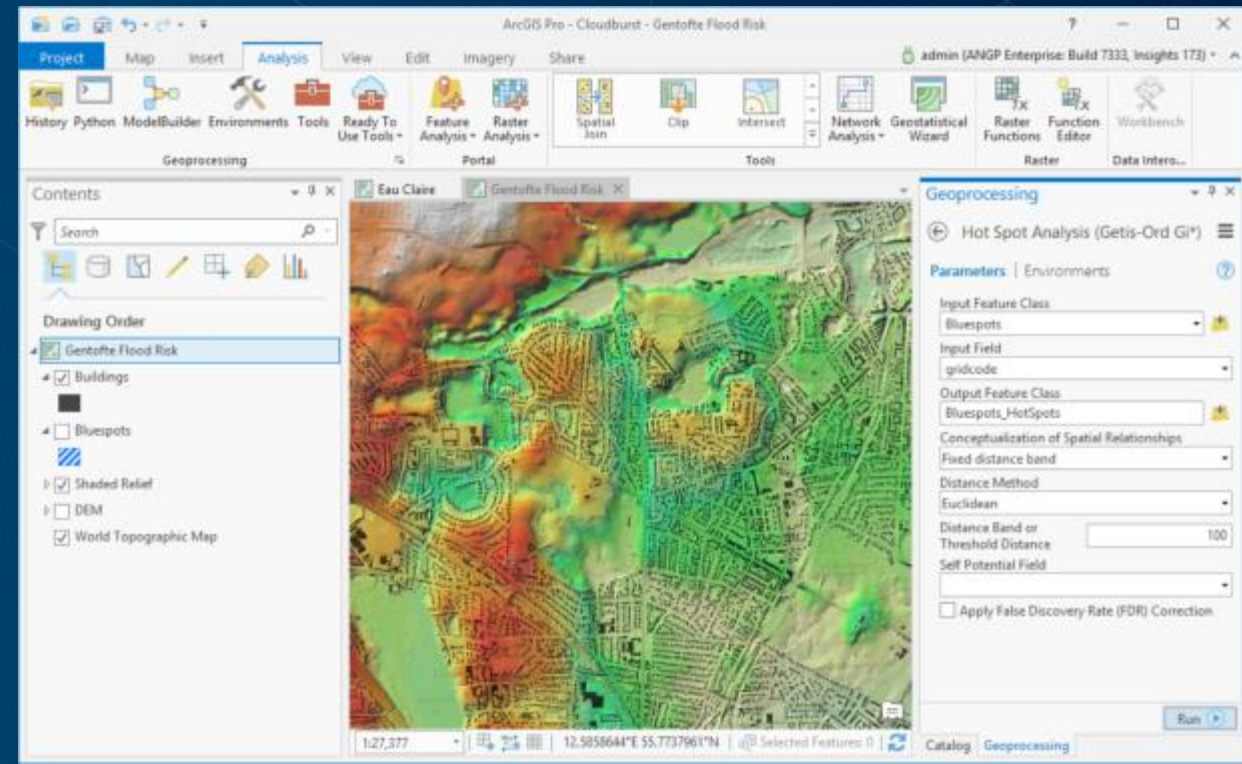 ArcGIS Pro - Cloudburst - Gentofte Flood Risk
?
Project Map Insert Analysis View Edit Imagery Share
admin (ANGP Enterprise: Build 7333, Insights 173)
History Python ModelBuilder Environments Tools Ready To Use Tools
Feature Analysis Raster Analysis
Spatial Join Clip Intersect
Network Analysis Geostatistical Wizard
Raster Functions Function Editor
Workbench
Geoprocessing Portal Tools Raster Data Intero...
Contents
Search
Drawing Order
Gentofte Flood Risk
Buildings
Bluespots
Shaded Relief
DEM
World Topographic Map
Eau Claire Gentofte Flood Risk
1:27,377 12.5858644°E 55.7737961°N Selected Features: 0
Geoprocessing
Hot Spot Analysis (Getis-Ord Gi*)
Parameters | Environments
Input Feature Class
Bluespots
Input Field
gridcode
Output Feature Class
Bluespots_HotSpots
Conceptualization of Spatial Relationships
Fixed distance band
Distance Method
Euclidean
Distance Band or
Threshold Distance 100
Self Potential Field
Apply False Discovery Rate (FDR) Correction
Run
Catalog Geoprocessing